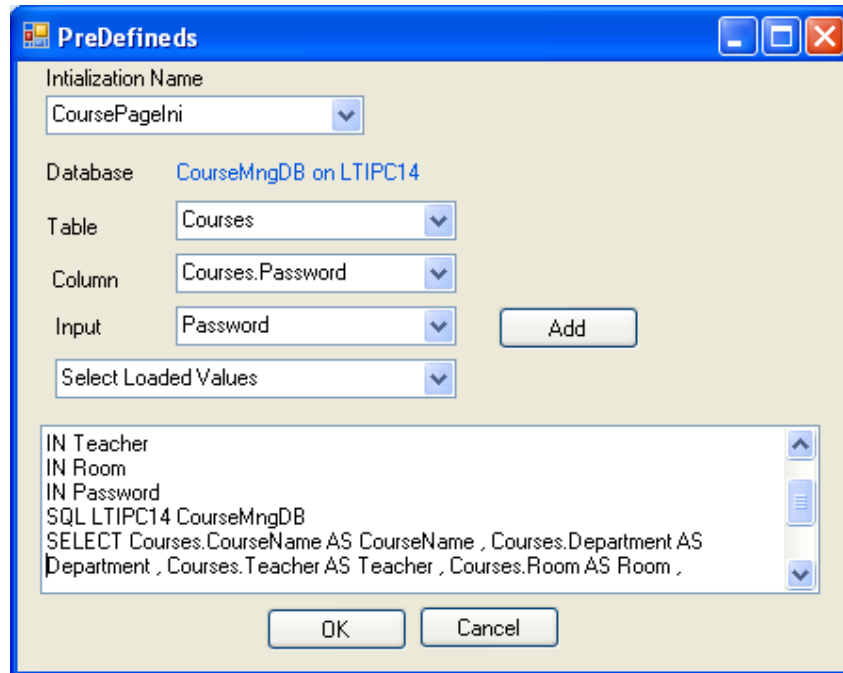 PreDefineds
Intialization Name
CoursePageIni
Database CourseMngDB on LTIPC14
Table Courses
Column Courses.Password
Input Password Add
Select Loaded Values
IN Teacher
IN Room
IN Password
SQL LTIPC14 CourseMngDB
SELECT Courses.CourseName AS CourseName , Courses.Department AS
Department , Courses.Teacher AS Teacher , Courses.Room AS Room ,
OK Cancel